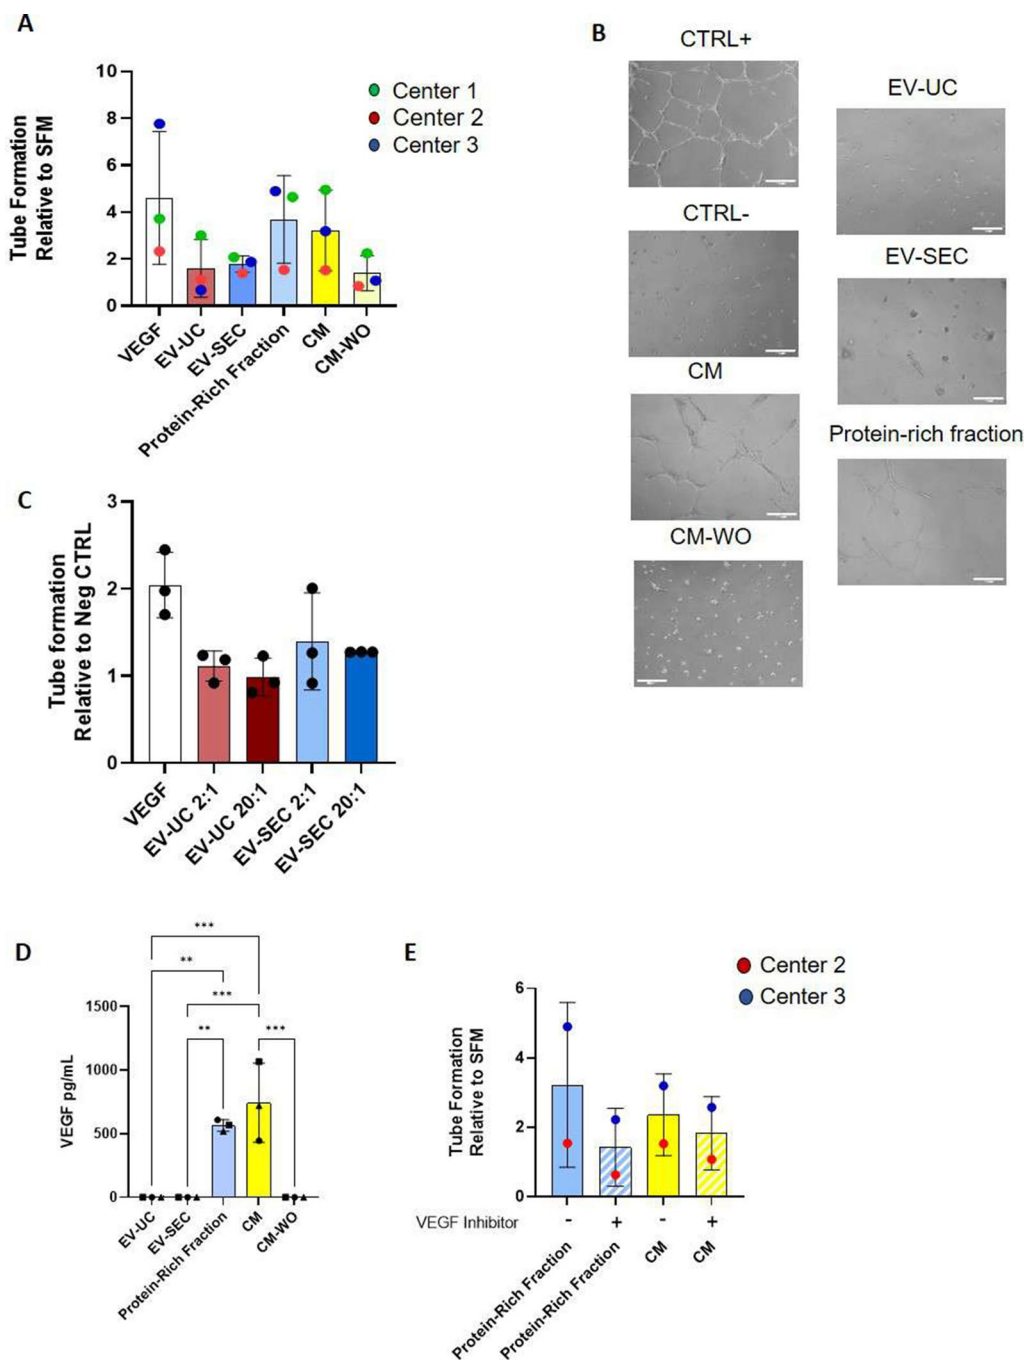 A
Tube Formation
Relative to SFM
10
8
6
4
2
0
Center 1
Center 2
Center 3
VEGF
EV-UC
EV-SEC
Protein-Rich Fraction
CM
CM-WO
B
CTRL+
EV-UC
CTRL-
EV-SEC
CM
Protein-rich fraction
CM-WO
C
Tube formation
Relative to Neg CTRL
3
2
1
0
VEGF
EV-UC 2:1
EV-UC 20:1
EV-SEC 2:1
EV-SEC 20:1
D
***
**
***
**
***
VEGF pg/mL
1500
1000
500
0
EV-UC
EV-SEC
Protein-Rich Fraction
CM
CM-WO
E
Center 2
Center 3
Tube Formation
Relative to SFM
6
4
2
0
VEGF Inhibitor - + - +
Protein-Rich Fraction
Protein-Rich Fraction
CM
CM